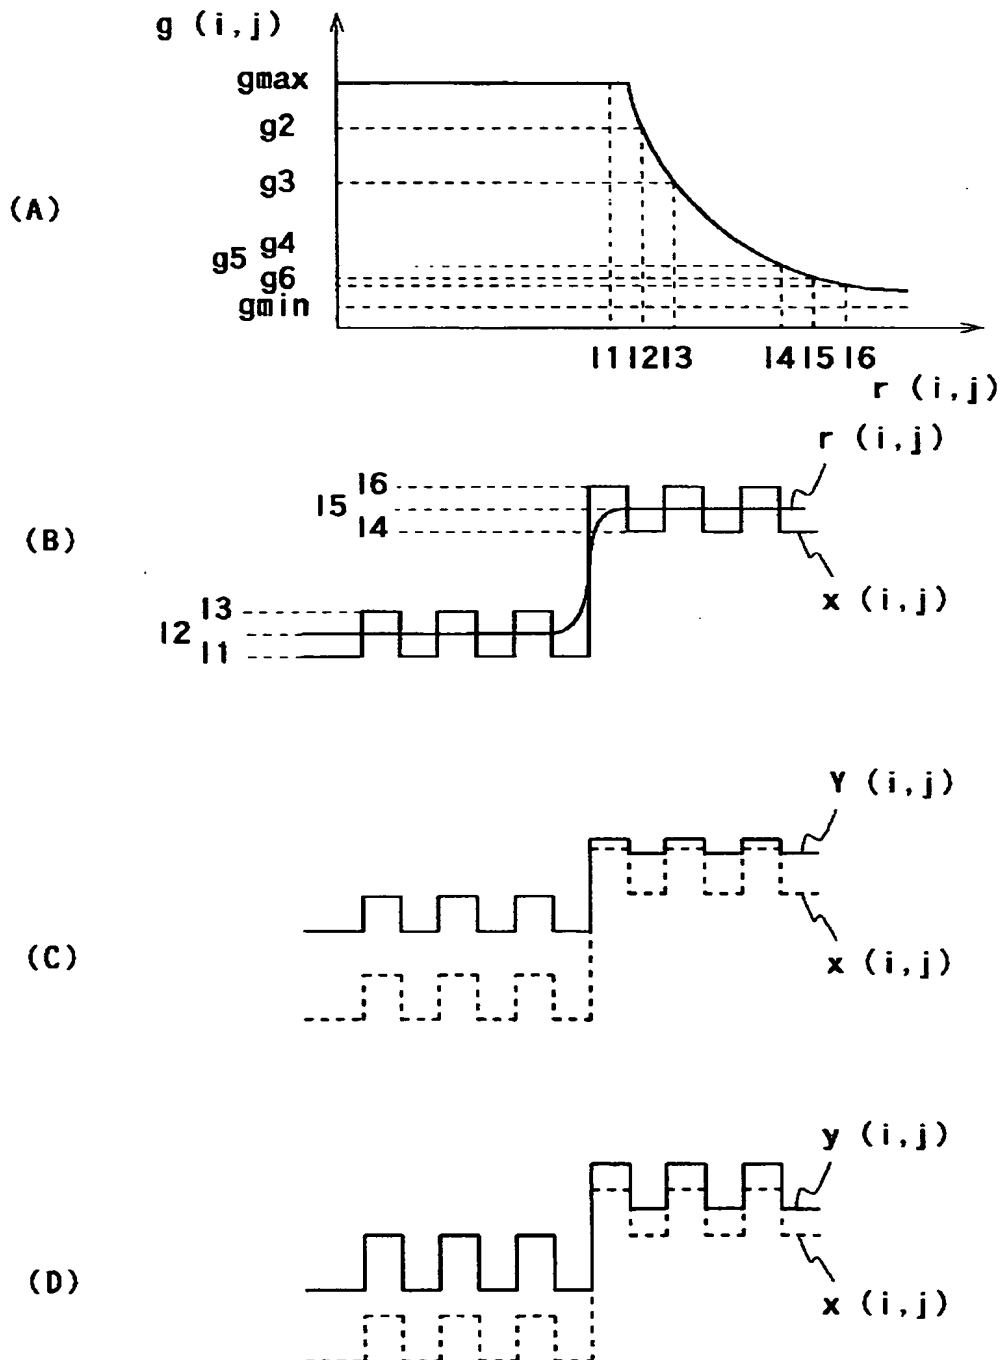 g (i,j)
gmax
g2
g3
(A)
g4
g5
g6
gmin
l1 l2 l3 l4 l5 l6
r (i,j)
r (i,j)
l6
l5
l4
(B)
x (i,j)
l3
l2
l1
Y (i,j)
(C)
x (i,j)
y (i,j)
(D)
x (i,j)